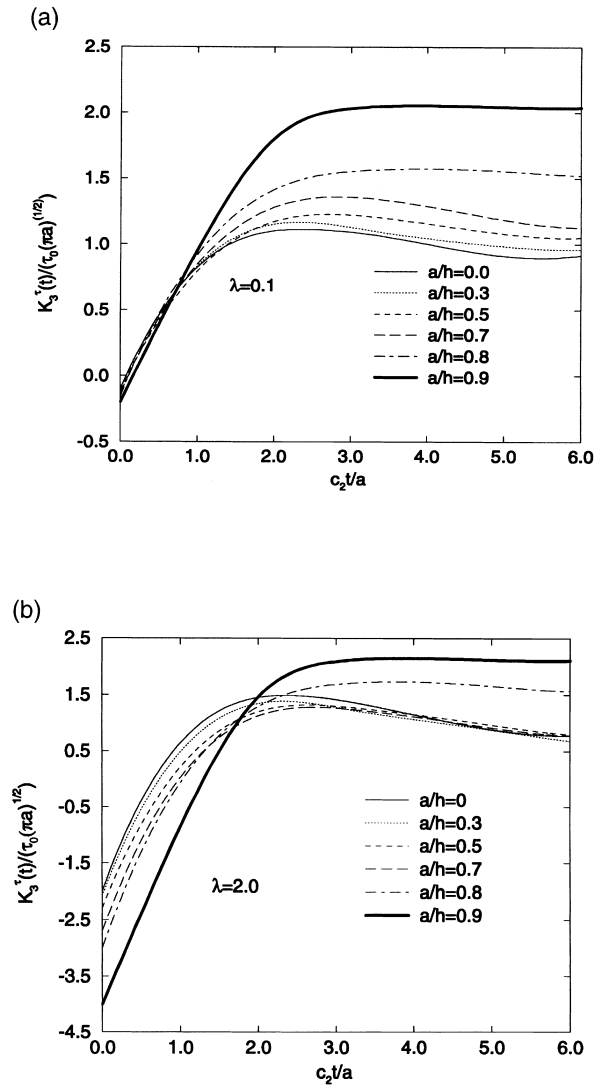 (a)
2.5
2.0
1.5
1.0
0.5
0.0
-0.5
K₃ᵀ(t)/(τ₀(πa)^(1/2))
λ=0.1
a/h=0.0
a/h=0.3
a/h=0.5
a/h=0.7
a/h=0.8
a/h=0.9
0.0 1.0 2.0 3.0 4.0 5.0 6.0
c₂t/a
(b)
2.5
1.5
0.5
-0.5
-1.5
-2.5
-3.5
-4.5
K₃ᵀ(t)/(τ₀(πa)^1/2)
λ=2.0
a/h=0
a/h=0.3
a/h=0.5
a/h=0.7
a/h=0.8
a/h=0.9
0.0 1.0 2.0 3.0 4.0 5.0 6.0
c₂t/a